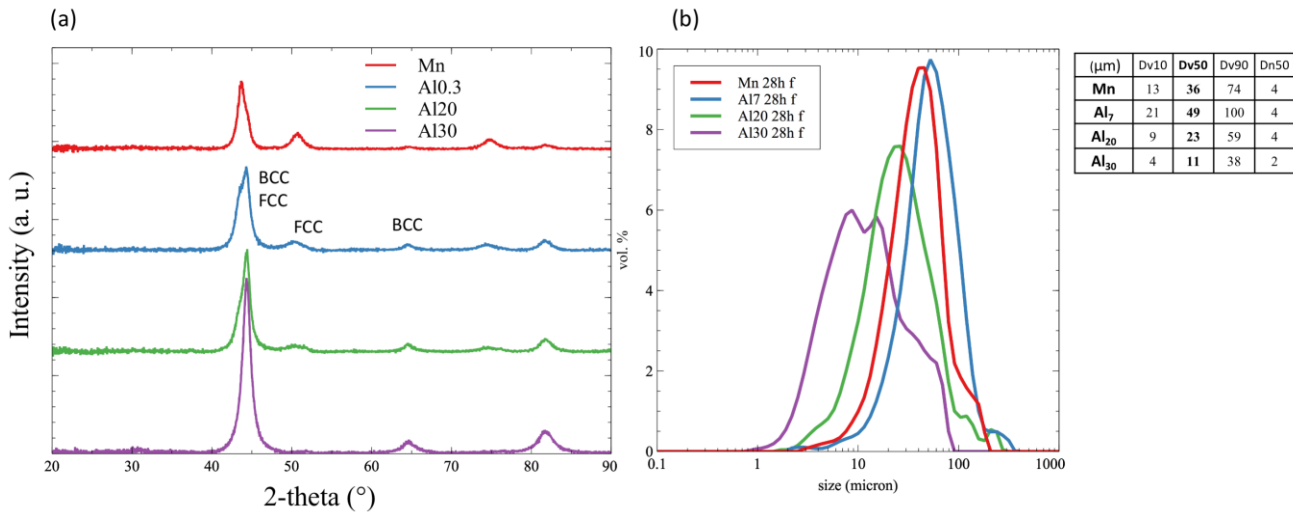 (a)
Mn
Al0.3
Al20
Al30
BCC
FCC
FCC
BCC
Intensity (a. u.)
20 30 40 50 60 70 80 90
2-theta (°)
(b)
10
8
6
4
2
0
vol. %
Mn 28h f
Al7 28h f
Al20 28h f
Al30 28h f
0.1 1 10 100 1000
size (micron)
(μm) Dv10 Dv50 Dv90 Dn50
Mn 13 36 74 4
Al7 21 49 100 4
Al20 9 23 59 4
Al30 4 11 38 2